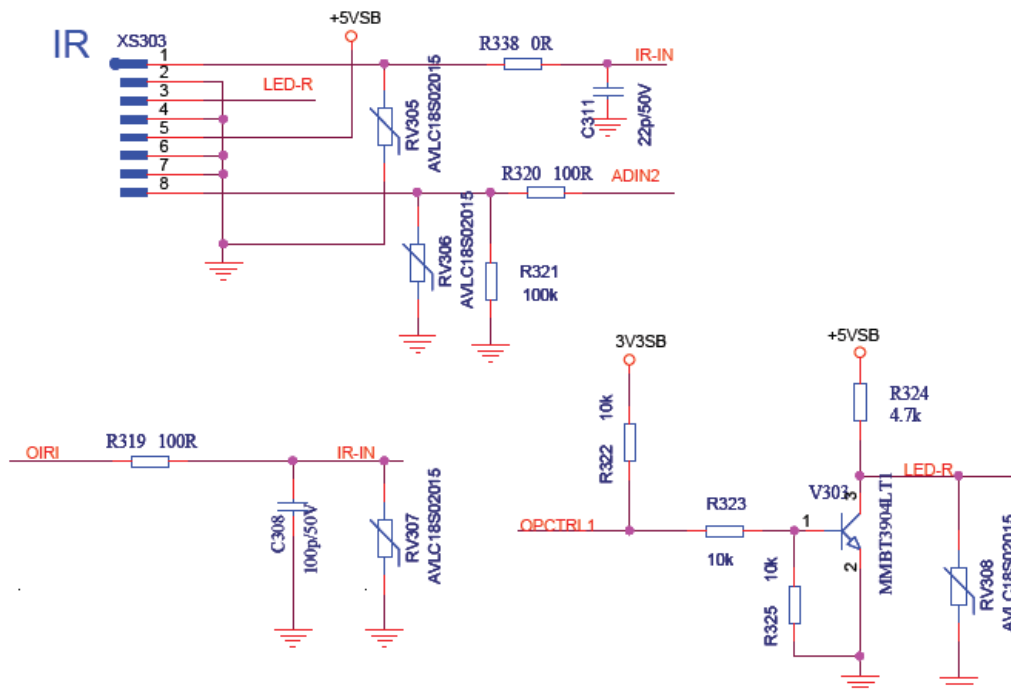 IR
XS303
+5VSB
1
2
3
4
5
6
7
8
LED-R
R338 0R
IR-IN
RV305
AVLC18S02015
C311
22p/50V
R320 100R
ADIN2
RV306
AVLC18S02015
R321
100k
OIRI
R319 100R
IR-IN
C308
100p/50V
RV307
AVLC18S02015
3V3SB
R322
10k
OPCTRL1
R323
10k
R325
10k
+5VSB
R324
4.7k
V303
1
2
3
MMBT3904LT1
LED-R
RV308
AVLC18S02015